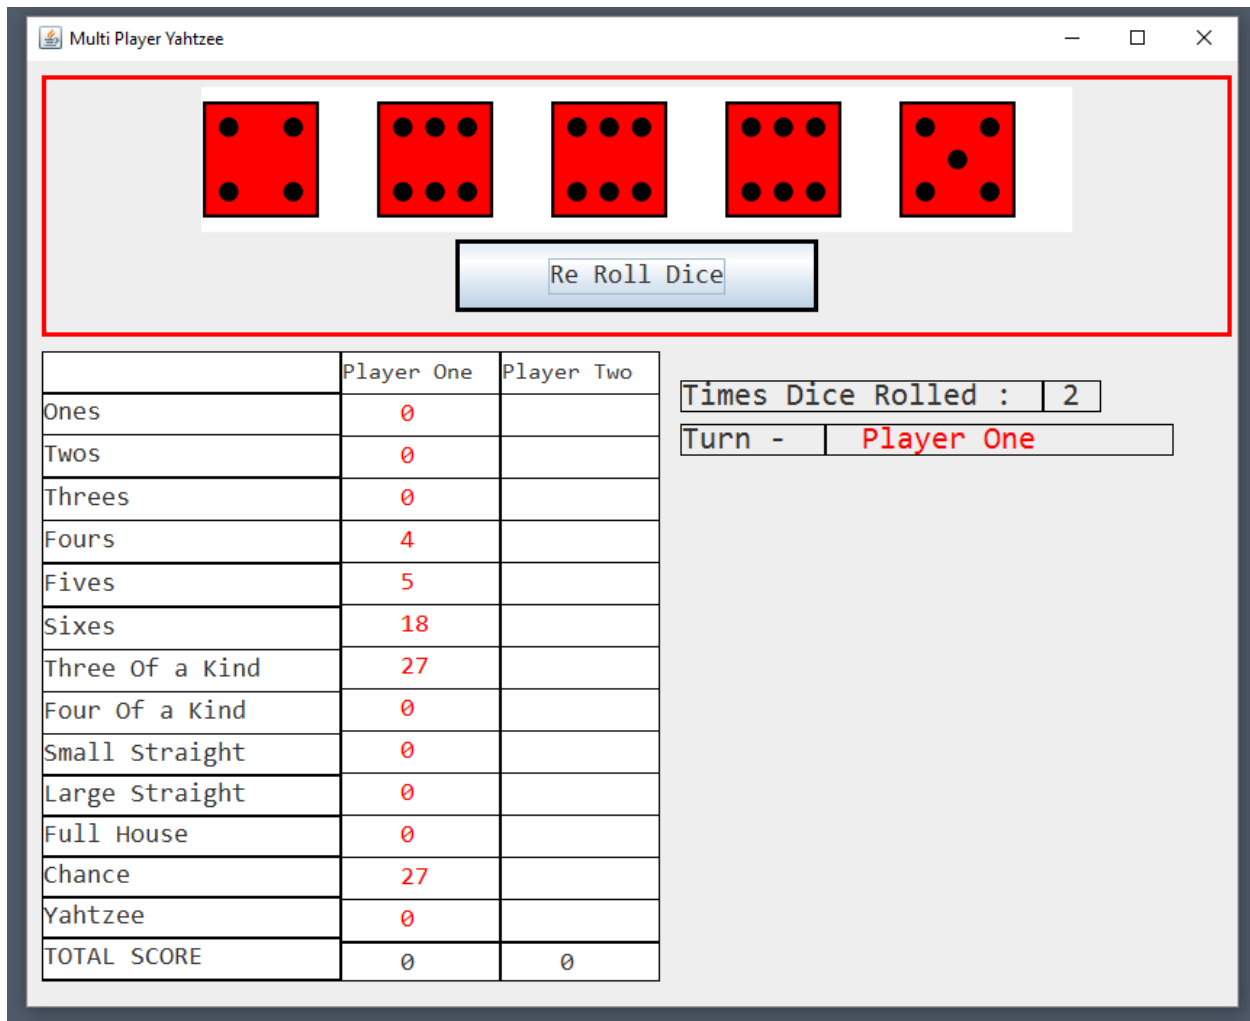 Multi Player Yahtzee
Re Roll Dice
Player One Player Two
Times Dice Rolled : 2
Turn - Player One
Ones 0
Twos 0
Threes 0
Fours 4
Fives 5
Sixes 18
Three Of a Kind 27
Four Of a Kind 0
Small Straight 0
Large Straight 0
Full House 0
Chance 27
Yahtzee 0
TOTAL SCORE 0 0